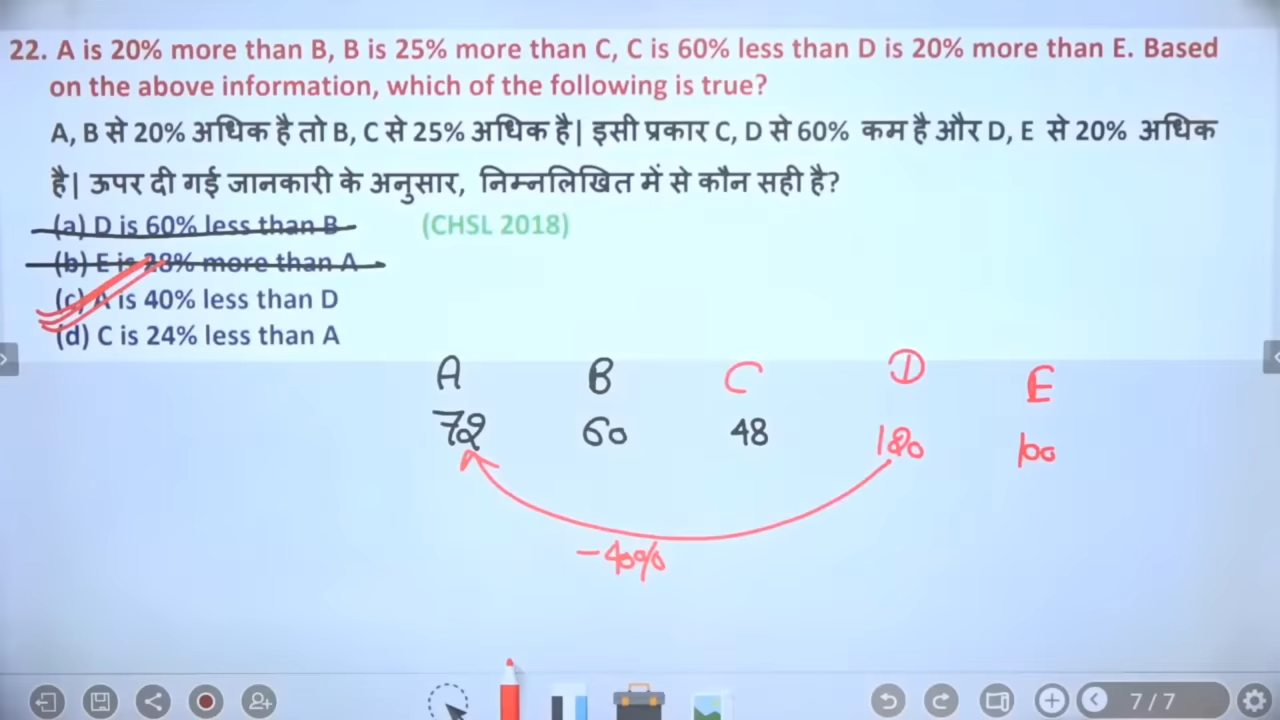 22. A is 20% more than B, B is 25% more than C, C is 60% less than D is 20% more than E. Based
on the above information, which of the following is true?
A, B से 20% अधिक है तो B, C से 25% अधिक है| इसी प्रकार C, D से 60% कम है और D, E से 20% अधिक
है| ऊपर दी गई जानकारी के अनुसार, निम्नलिखित में से कौन सही है?
(a) D is 60% less than B (CHSL 2018)
(b) E is 28% more than A
(c) A is 40% less than D
(d) C is 24% less than A
A B C D E
72 60 48 120 100
-40%
7 / 7